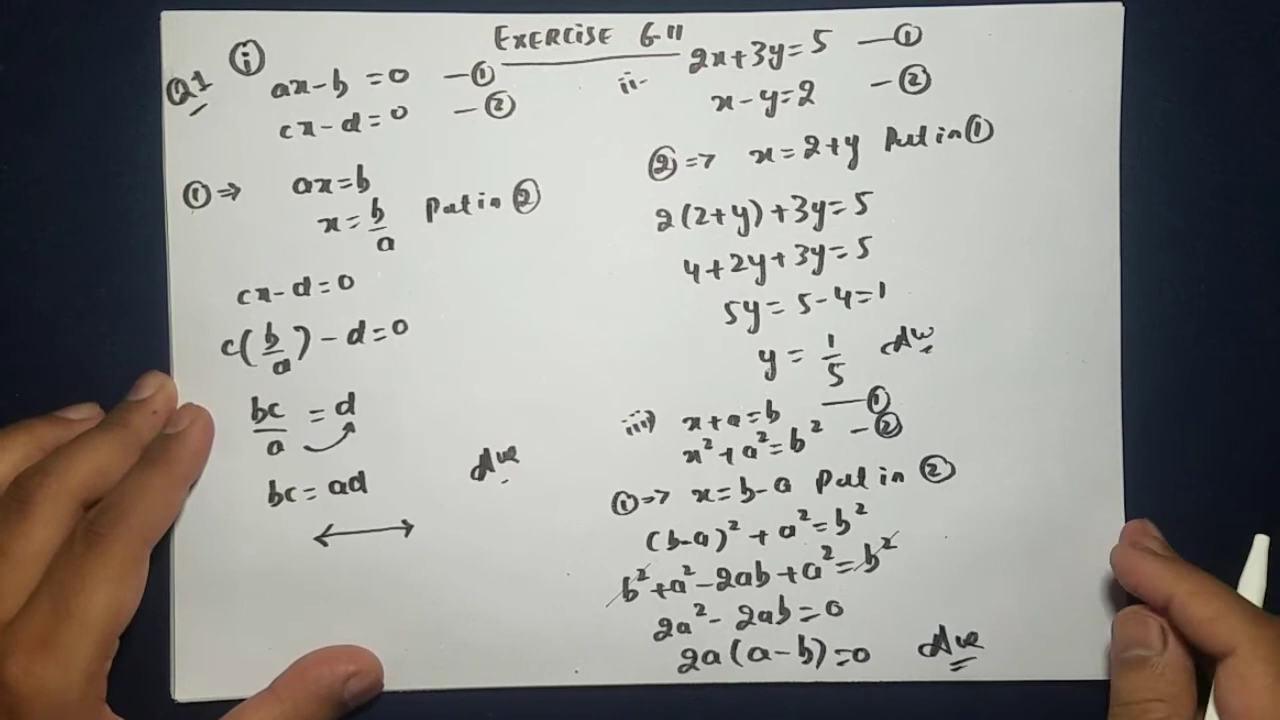 EXERCISE 6.11
Q1 (i)
ax-b=0 —①
cx-d=0 —②
①⇒ ax=b
x=b/a Put in ②
cx-d=0
c(b/a)-d=0
bc/a=d
bc=ad Ans
ii- 2x+3y=5 —①
x-y=2 —②
②⇒ x=2+y Put in ①
2(2+y)+3y=5
4+2y+3y=5
5y=5-4=1
y=1/5 Ans
iii) x+a=b —①
x²+a²=b² —②
①⇒ x=b-a Put in ②
(b-a)²+a²=b²
b²+a²-2ab+a²=b²
2a²-2ab=0
2a(a-b)=0 Ans